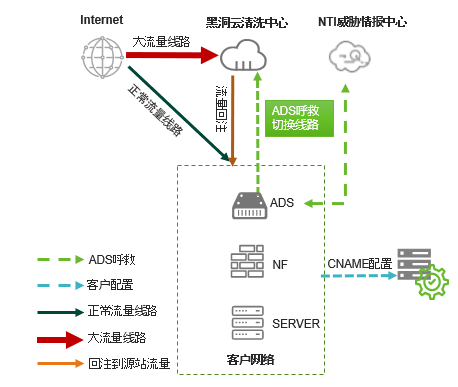 Internet
黑洞云清洗中心
NTI威胁情报中心
大流量线路
正常流量线路
流量回注
ADS呼救
切换线路
ADS
NF
CNAME配置
SERVER
客户网络
ADS呼救
客户配置
正常流量线路
大流量线路
回注到源站流量